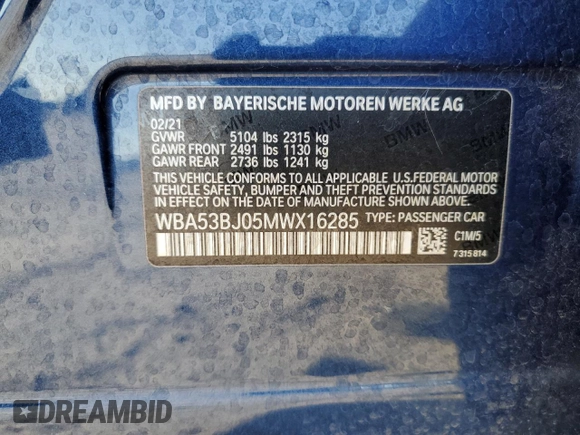 MFD BY BAYERISCHE MOTOREN WERKE AG
02/21
GVWR 5104 lbs 2315 kg
GAWR FRONT 2491 lbs 1130 kg
GAWR REAR 2736 lbs 1241 kg
THIS VEHICLE CONFORMS TO ALL APPLICABLE U.S.FEDERAL MOTOR
VEHICLE SAFETY, BUMPER AND THEFT PREVENTION STANDARDS
IN EFFECT ON THE DATE OF MANUFACTURE SHOWN ABOVE.
WBA53BJ05MWX16285 TYPE: PASSENGER CAR
C1M/5
7315814
DREAMBID